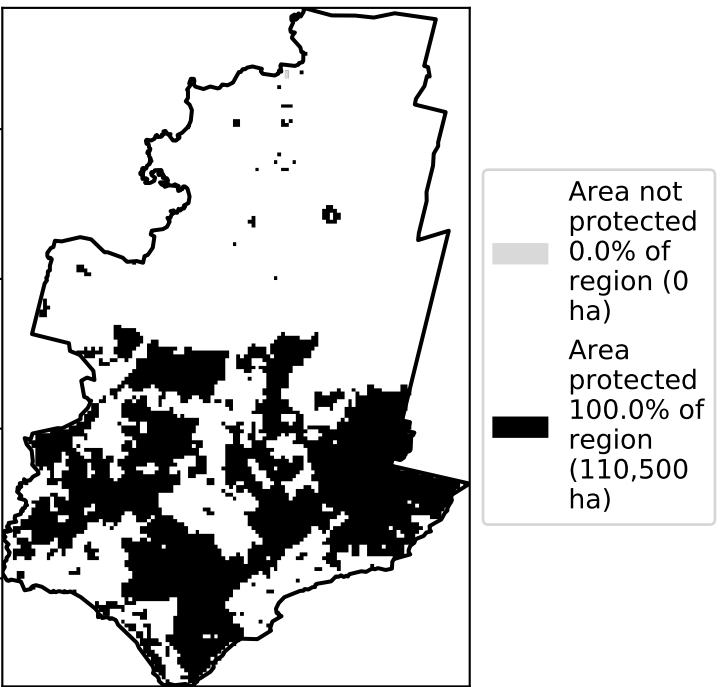 Area not
protected
0.0% of
region (0
ha)
Area
protected
100.0% of
region
(110,500
ha)